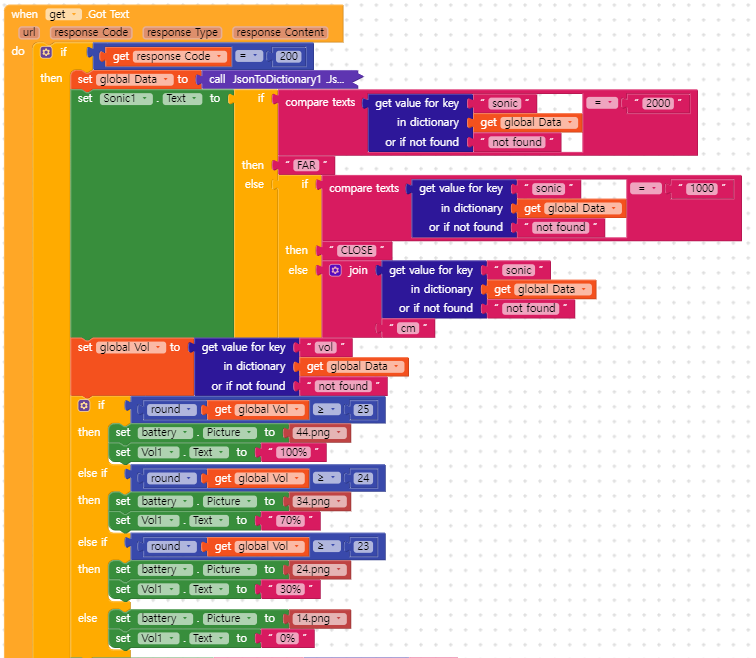 when get .Got Text
url response Code response Type response Content
do if get response Code = 200
then set global Data to call JsonToDictionary1 .Js...
set Sonic1 . Text to if compare texts get value for key " sonic " = " 2000 "
in dictionary get global Data
or if not found " not found "
then " FAR "
else if compare texts get value for key " sonic " = " 1000 "
in dictionary get global Data
or if not found " not found "
then " CLOSE "
else join get value for key " sonic "
in dictionary get global Data
or if not found " not found "
" cm "
set global Vol to get value for key " vol "
in dictionary get global Data
or if not found " not found "
if round get global Vol ≥ 25
then set battery . Picture to 44.png
set Vol1 . Text to " 100% "
else if round get global Vol ≥ 24
then set battery . Picture to 34.png
set Vol1 . Text to " 70% "
else if round get global Vol ≥ 23
then set battery . Picture to 24.png
set Vol1 . Text to " 30% "
else set battery . Picture to 14.png
set Vol1 . Text to " 0% "